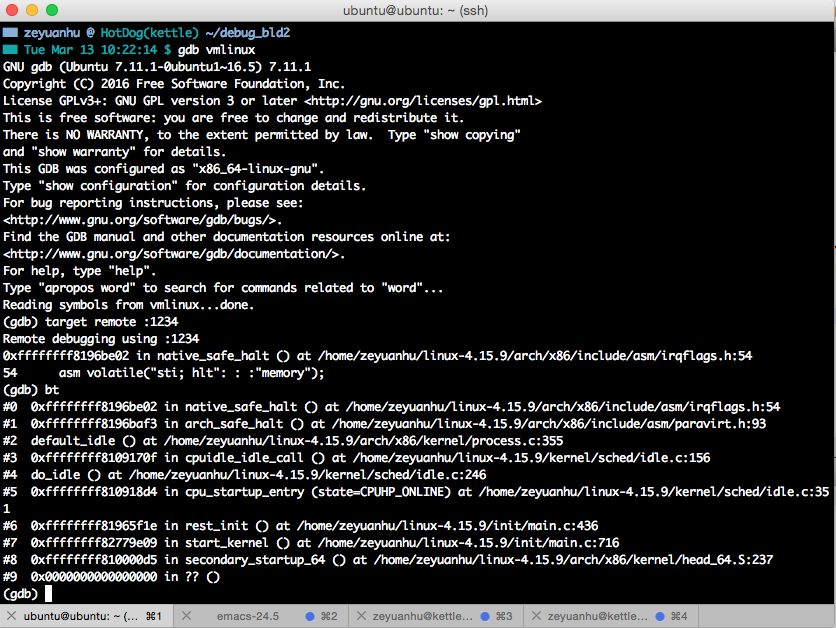 ubuntu@ubuntu: ~ (ssh)
zeyuanhu @ HotDog(kettle) ~/debug_bld2
Tue Mar 13 10:22:14 $ gdb vmlinux
GNU gdb (Ubuntu 7.11.1-0ubuntu1~16.5) 7.11.1
Copyright (C) 2016 Free Software Foundation, Inc.
License GPLv3+: GNU GPL version 3 or later <http://gnu.org/licenses/gpl.html>
This is free software: you are free to change and redistribute it.
There is NO WARRANTY, to the extent permitted by law.  Type "show copying"
and "show warranty" for details.
This GDB was configured as "x86_64-linux-gnu".
Type "show configuration" for configuration details.
For bug reporting instructions, please see:
<http://www.gnu.org/software/gdb/bugs/>.
Find the GDB manual and other documentation resources online at:
<http://www.gnu.org/software/gdb/documentation/>.
For help, type "help".
Type "apropos word" to search for commands related to "word"...
Reading symbols from vmlinux...done.
(gdb) target remote :1234
Remote debugging using :1234
0xffffffff8196be02 in native_safe_halt () at /home/zeyuanhu/linux-4.15.9/arch/x86/include/asm/irqflags.h:54
54      asm volatile("sti; hlt": : :"memory");
(gdb) bt
#0  0xffffffff8196be02 in native_safe_halt () at /home/zeyuanhu/linux-4.15.9/arch/x86/include/asm/irqflags.h:54
#1  0xffffffff8196baf3 in arch_safe_halt () at /home/zeyuanhu/linux-4.15.9/arch/x86/include/asm/paravirt.h:93
#2  default_idle () at /home/zeyuanhu/linux-4.15.9/arch/x86/kernel/process.c:355
#3  0xffffffff8109170f in cpuidle_idle_call () at /home/zeyuanhu/linux-4.15.9/kernel/sched/idle.c:156
#4  do_idle () at /home/zeyuanhu/linux-4.15.9/kernel/sched/idle.c:246
#5  0xffffffff810918d4 in cpu_startup_entry (state=CPUHP_ONLINE) at /home/zeyuanhu/linux-4.15.9/kernel/sched/idle.c:35
1
#6  0xffffffff81965f1e in rest_init () at /home/zeyuanhu/linux-4.15.9/init/main.c:436
#7  0xffffffff82779e09 in start_kernel () at /home/zeyuanhu/linux-4.15.9/init/main.c:716
#8  0xffffffff810000d5 in secondary_startup_64 () at /home/zeyuanhu/linux-4.15.9/arch/x86/kernel/head_64.S:237
#9  0x0000000000000000 in ?? ()
(gdb)
ubuntu@ubuntu: ~ (... ⌘1
emacs-24.5 ⌘2
zeyuanhu@kettle... ⌘3
zeyuanhu@kettle... ⌘4